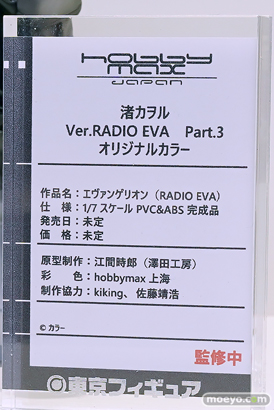 hobby
max
JAPAN
渚カヲル
Ver.RADIO EVA Part.3
オリジナルカラー
作品名：エヴァンゲリオン（RADIO EVA）
仕 様：1/7 スケール PVC&ABS 完成品
発売日：未定
価 格：未定
原型制作：江間時郎（澤田工房）
彩 色：hobbymax 上海
制作協力：kiking、佐藤靖浩
© カラー
監修中
@東京フィギュア
moeyo.com